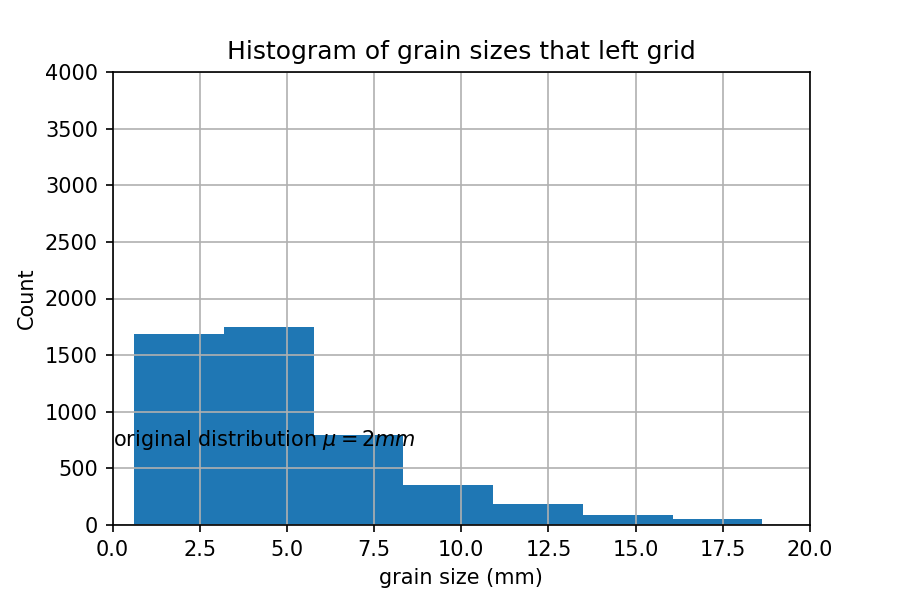 Histogram of grain sizes that left grid
4000
3500
3000
2500
2000
1500
1000
500
0
Count
original distribution μ = 2mm
0.0 2.5 5.0 7.5 10.0 12.5 15.0 17.5 20.0
grain size (mm)